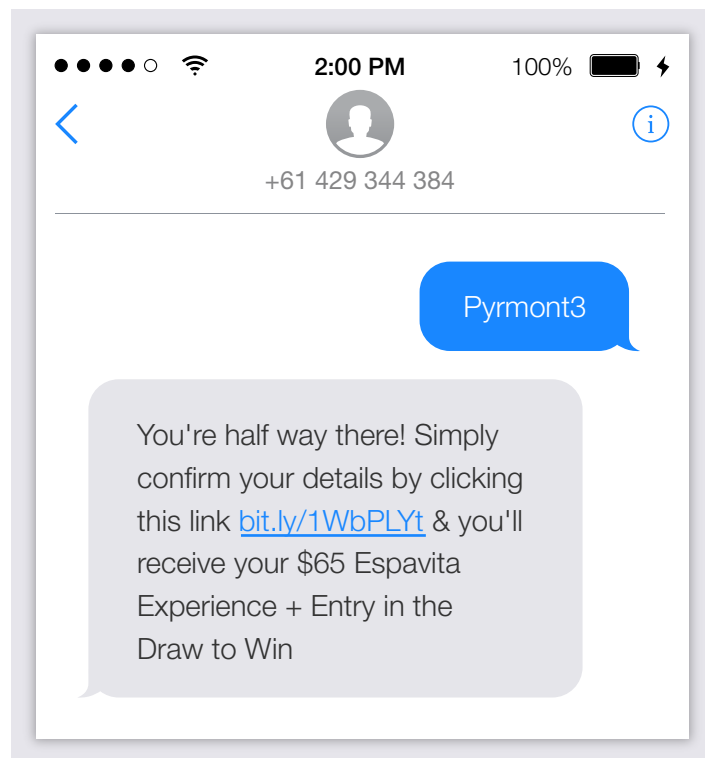 2:00 PM
100%
i
+61 429 344 384
Pyrmont3
You're half way there! Simply
confirm your details by clicking
this link bit.ly/1WbPLYt & you'll
receive your $65 Espavita
Experience + Entry in the
Draw to Win